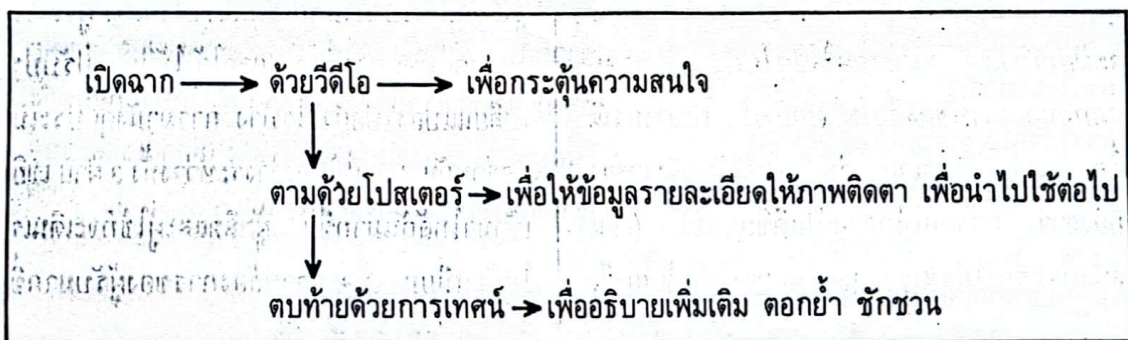 เปิดฉาก → ด้วยวีดีโอ → เพื่อกระตุ้นความสนใจ
ตามด้วยโปสเตอร์ → เพื่อให้ข้อมูลรายละเอียดให้ภาพติดตา เพื่อนำไปใช้ต่อไป
ตบท้ายด้วยการเทศน์ → เพื่ออธิบายเพิ่มเติม ตอกย้ำ ชักชวน